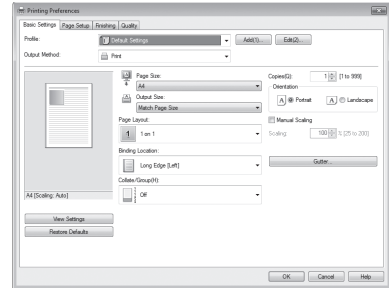 Printing Preferences
Basic Settings Page Setup Finishing Quality
Profile: Default Settings Add(1)... Edit(2)...
Output Method: Print
Page Size:
A4
Output Size:
Match Page Size
Page Layout:
1 1 on 1
Binding Location:
Long Edge [Left]
Collate/Group(H):
Off
Copies(G): 1 [1 to 999]
Orientation
A Portrait A Landscape
Manual Scaling
Scaling: 100 % [25 to 200]
Gutter...
A4 [Scaling: Auto]
View Settings
Restore Defaults
OK Cancel Help